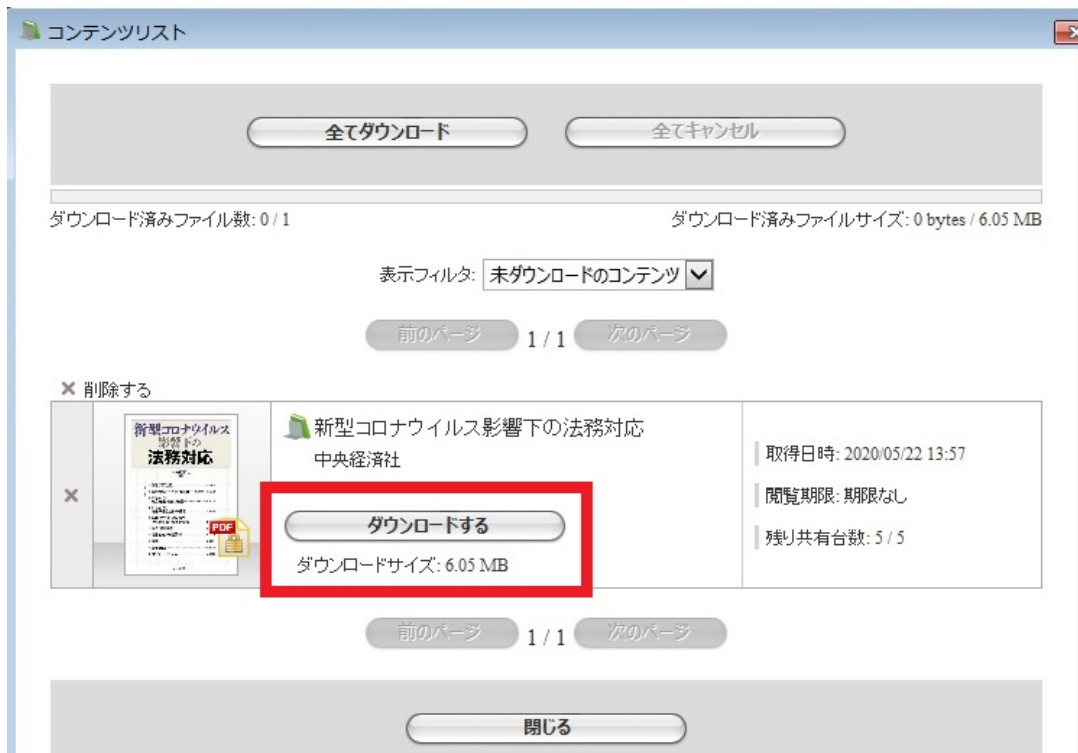 コンテンツリスト
全てダウンロード
全てキャンセル
ダウンロード済みファイル数: 0 / 1
ダウンロード済みファイルサイズ: 0 bytes / 6.05 MB
表示フィルタ: 未ダウンロードのコンテンツ
前のページ 1 / 1 次のページ
× 削除する
新型コロナウイルス
影響下の
法務対応
PDF
新型コロナウイルス影響下の法務対応
中央経済社
ダウンロードする
ダウンロードサイズ: 6.05 MB
取得日時: 2020/05/22 13:57
閲覧期限: 期限なし
残り共有台数: 5 / 5
前のページ 1 / 1 次のページ
閉じる